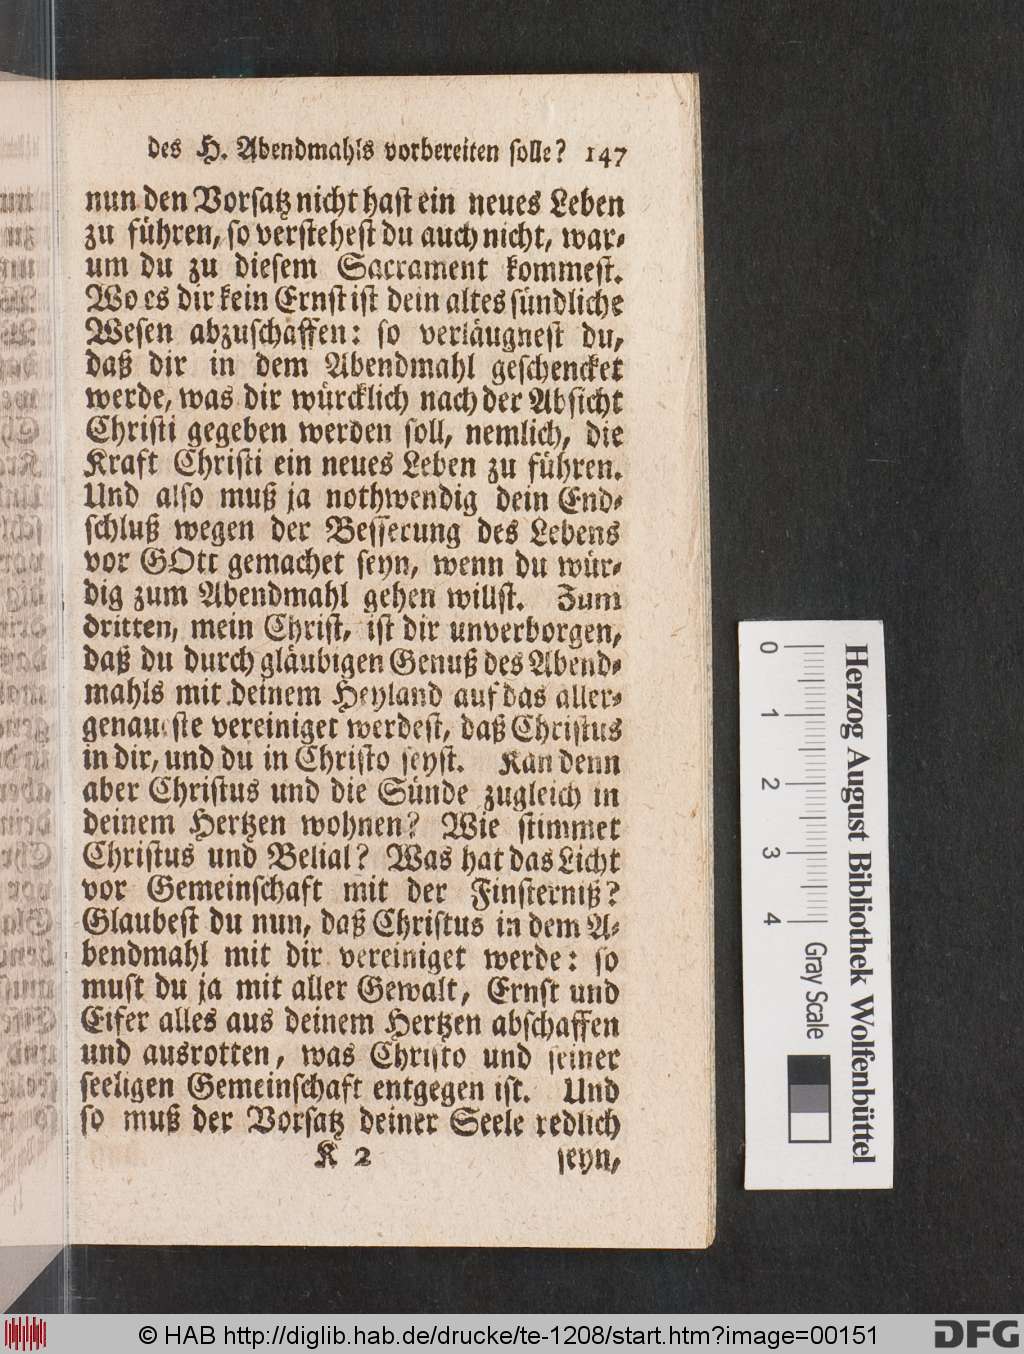 des H. Abendmahls vorbereiten solle? 147
nun den Vorsatz nicht hast ein neues Leben
zu führen, so verstehest du auch nicht, war-
um du zu diesem Sacrament kommest.
Wo es dir kein Ernst ist dein altes sündliche
Wesen abzuschaffen: so verläugnest du,
daß dir in dem Abendmahl geschencket
werde, was dir würcklich nach der Absicht
Christi gegeben werden soll, nemlich, die
Kraft Christi ein neues Leben zu führen.
Und also muß ja nothwendig dein End-
schluß wegen der Besserung des Lebens
vor GOtt gemachet seyn, wenn du wür-
dig zum Abendmahl gehen willst. Zum
dritten, mein Christ, ist dir unverborgen,
daß du durch gläubigen Genuß des Abend-
mahls mit deinem Heyland auf das aller-
genaueste vereiniget werdest, daß Christus
in dir, und du in Christo seyst. Kan denn
aber Christus und die Sünde zugleich in
deinem Hertzen wohnen? Wie stimmet
Christus und Belial? Was hat das Licht
vor Gemeinschaft mit der Finsterniß?
Glaubest du nun, daß Christus in dem A-
bendmahl mit dir vereiniget werde: so
must du ja mit aller Gewalt, Ernst und
Eifer alles aus deinem Hertzen abschaffen
und ausrotten, was Christo und seiner
seeligen Gemeinschaft entgegen ist. Und
so muß der Vorsatz deiner Seele redlich
K 2 seyn,
0 1 2 3 4 Gray Scale
Herzog August Bibliothek Wolfenbüttel
© HAB http://diglib.hab.de/drucke/te-1208/start.htm?image=00151
DFG